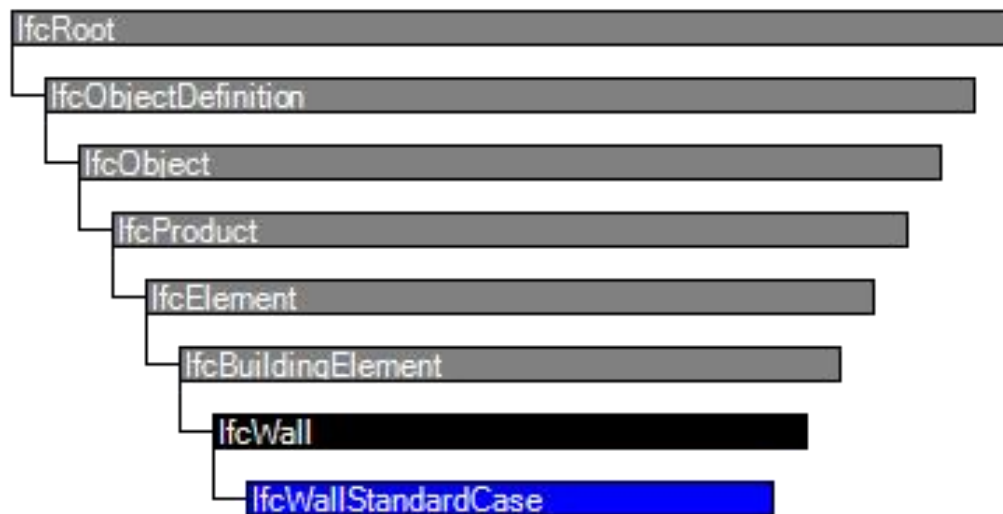 IfcRoot
IfcObjectDefinition
IfcObject
IfcProduct
IfcElement
IfcBuildingElement
IfcWall
IfcWallStandardCase